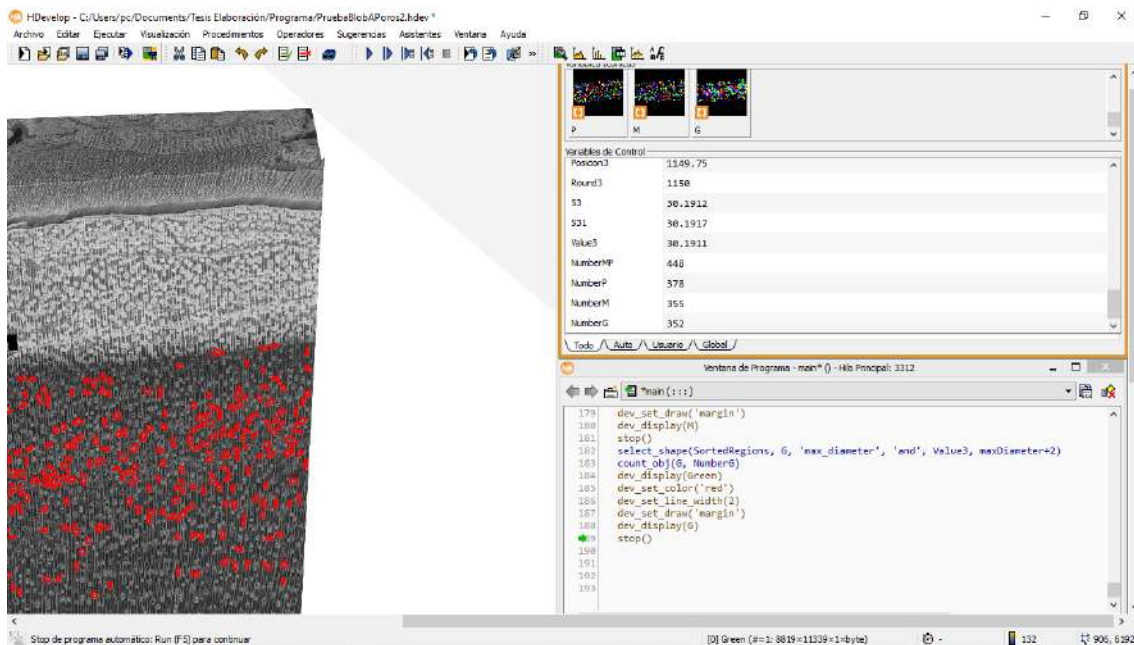 HDevelop - C:/Users/pc/Documents/Tesis Elaboración/Programa/PruebaBlobAPoros2.hdev *
Archivo Editar Ejecutar Visualización Procedimientos Operadores Sugerencias Asistentes Ventana Ayuda
P M G
Variables de Control
Posicion3 1149.75
Round3 1150
S3 30.1912
S31 30.1917
Value3 30.1911
NumberMP 448
NumberP 378
NumberM 355
NumberG 352
Todo Auto Usuario Global
Ventana de Programa - main* () - Hilo Principal: 3312
*main(:::)
179 dev_set_draw('margin')
180 dev_display(M)
181 stop()
182 select_shape(SortedRegions, G, 'max_diameter', 'and', Value3, maxDiameter+2)
183 count_obj(G, NumberG)
184 dev_display(Green)
185 dev_set_color('red')
186 dev_set_line_width(2)
187 dev_set_draw('margin')
188 dev_display(G)
stop()
190
191
192
193
Stop de programa automático: Run (F5) para continuar [0] Green (#=1: 8819×11339×1×byte) - 132 906, 6192